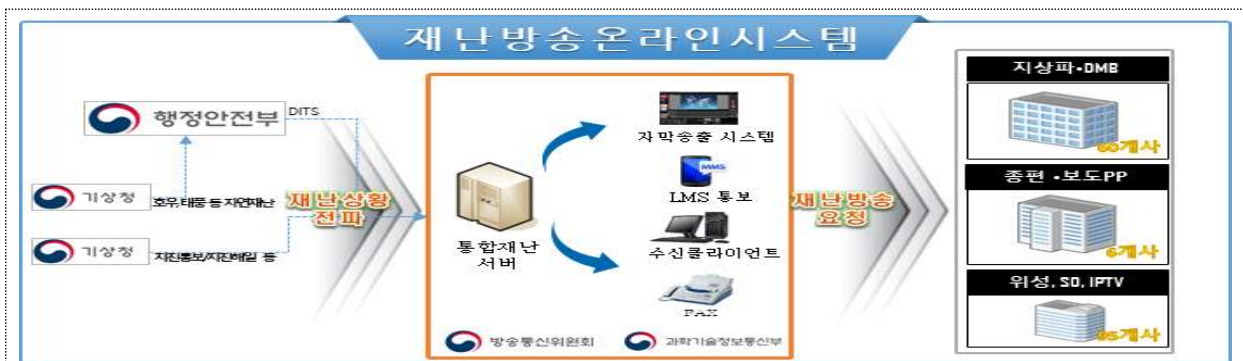 재난방송온라인시스템
행정안전부
DITS
기상청
호우, 태풍 등 자연재난
기상청
지진통보/지진해일 등
재난상황
전파
통합재난
서버
자막송출 시스템
MMS
LMS 통보
수신클라이언트
FAX
방송통신위원회
과학기술정보통신부
재난방송
요청
지상파·DMB
종편 ·보도PP
6개사
위성, SO, IPTV